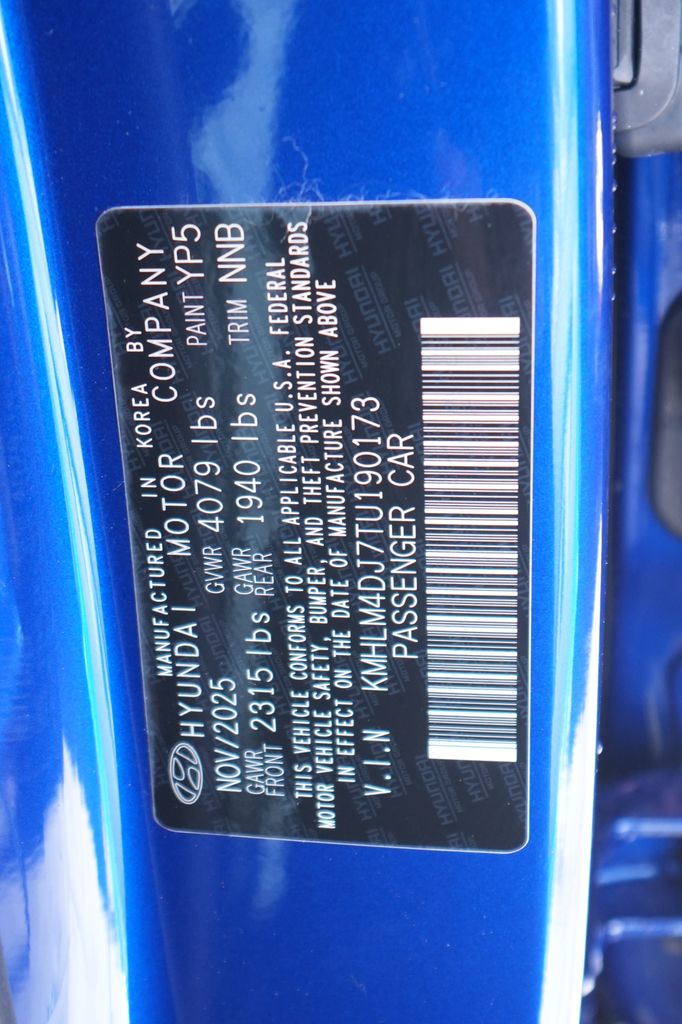 MANUFACTURED IN KOREA BY
HYUNDAI MOTOR COMPANY
NOV/2025 GVWR 4079 lbs PAINT YP5
GAWR FRONT 2315 lbs GAWR REAR 1940 lbs TRIM NNB
THIS VEHICLE CONFORMS TO ALL APPLICABLE U.S.A. FEDERAL
MOTOR VEHICLE SAFETY, BUMPER, AND THEFT PREVENTION STANDARDS
IN EFFECT ON THE DATE OF MANUFACTURE SHOWN ABOVE
V.I.N KMHLM4DJ7TU190173
PASSENGER CAR